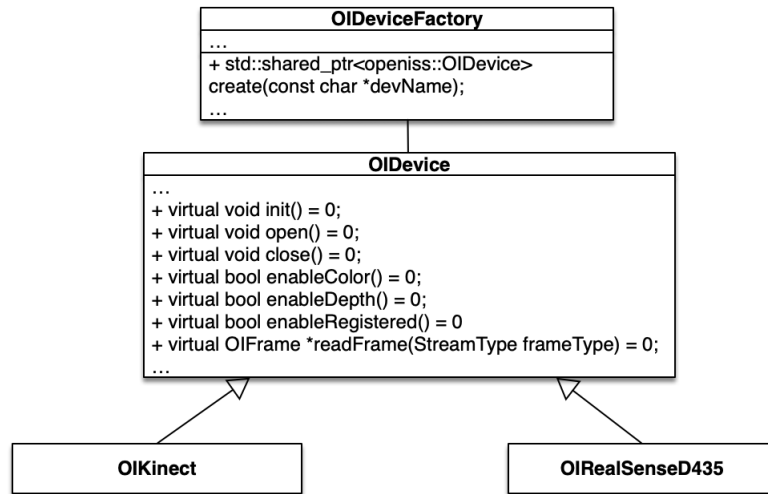 OIDeviceFactory
...
+ std::shared_ptr<openiss::OIDevice>
create(const char *devName);
...
OIDevice
...
+ virtual void init() = 0;
+ virtual void open() = 0;
+ virtual void close() = 0;
+ virtual bool enableColor() = 0;
+ virtual bool enableDepth() = 0;
+ virtual bool enableRegistered() = 0
+ virtual OIFrame *readFrame(StreamType frameType) = 0;
...
OIKinect
OIRealSenseD435